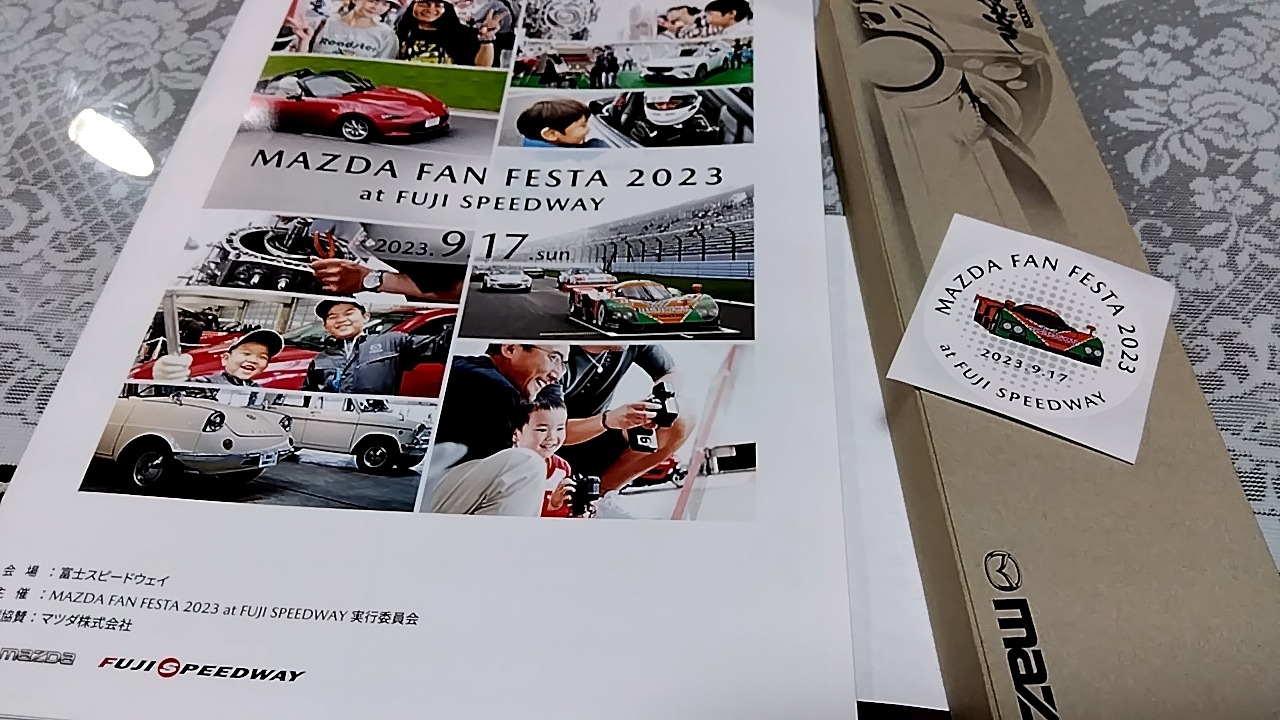 Roadster
MAZDA FAN FESTA 2023
at FUJI SPEEDWAY
2023.9.17.sun
会 場 ：富士スピードウェイ
主 催 ：MAZDA FAN FESTA 2023 at FUJI SPEEDWAY 実行委員会
協賛：マツダ株式会社
mazda
FUJI SPEEDWAY
MAZDA FAN FESTA 2023
2023.9.17
at FUJI SPEEDWAY
maz